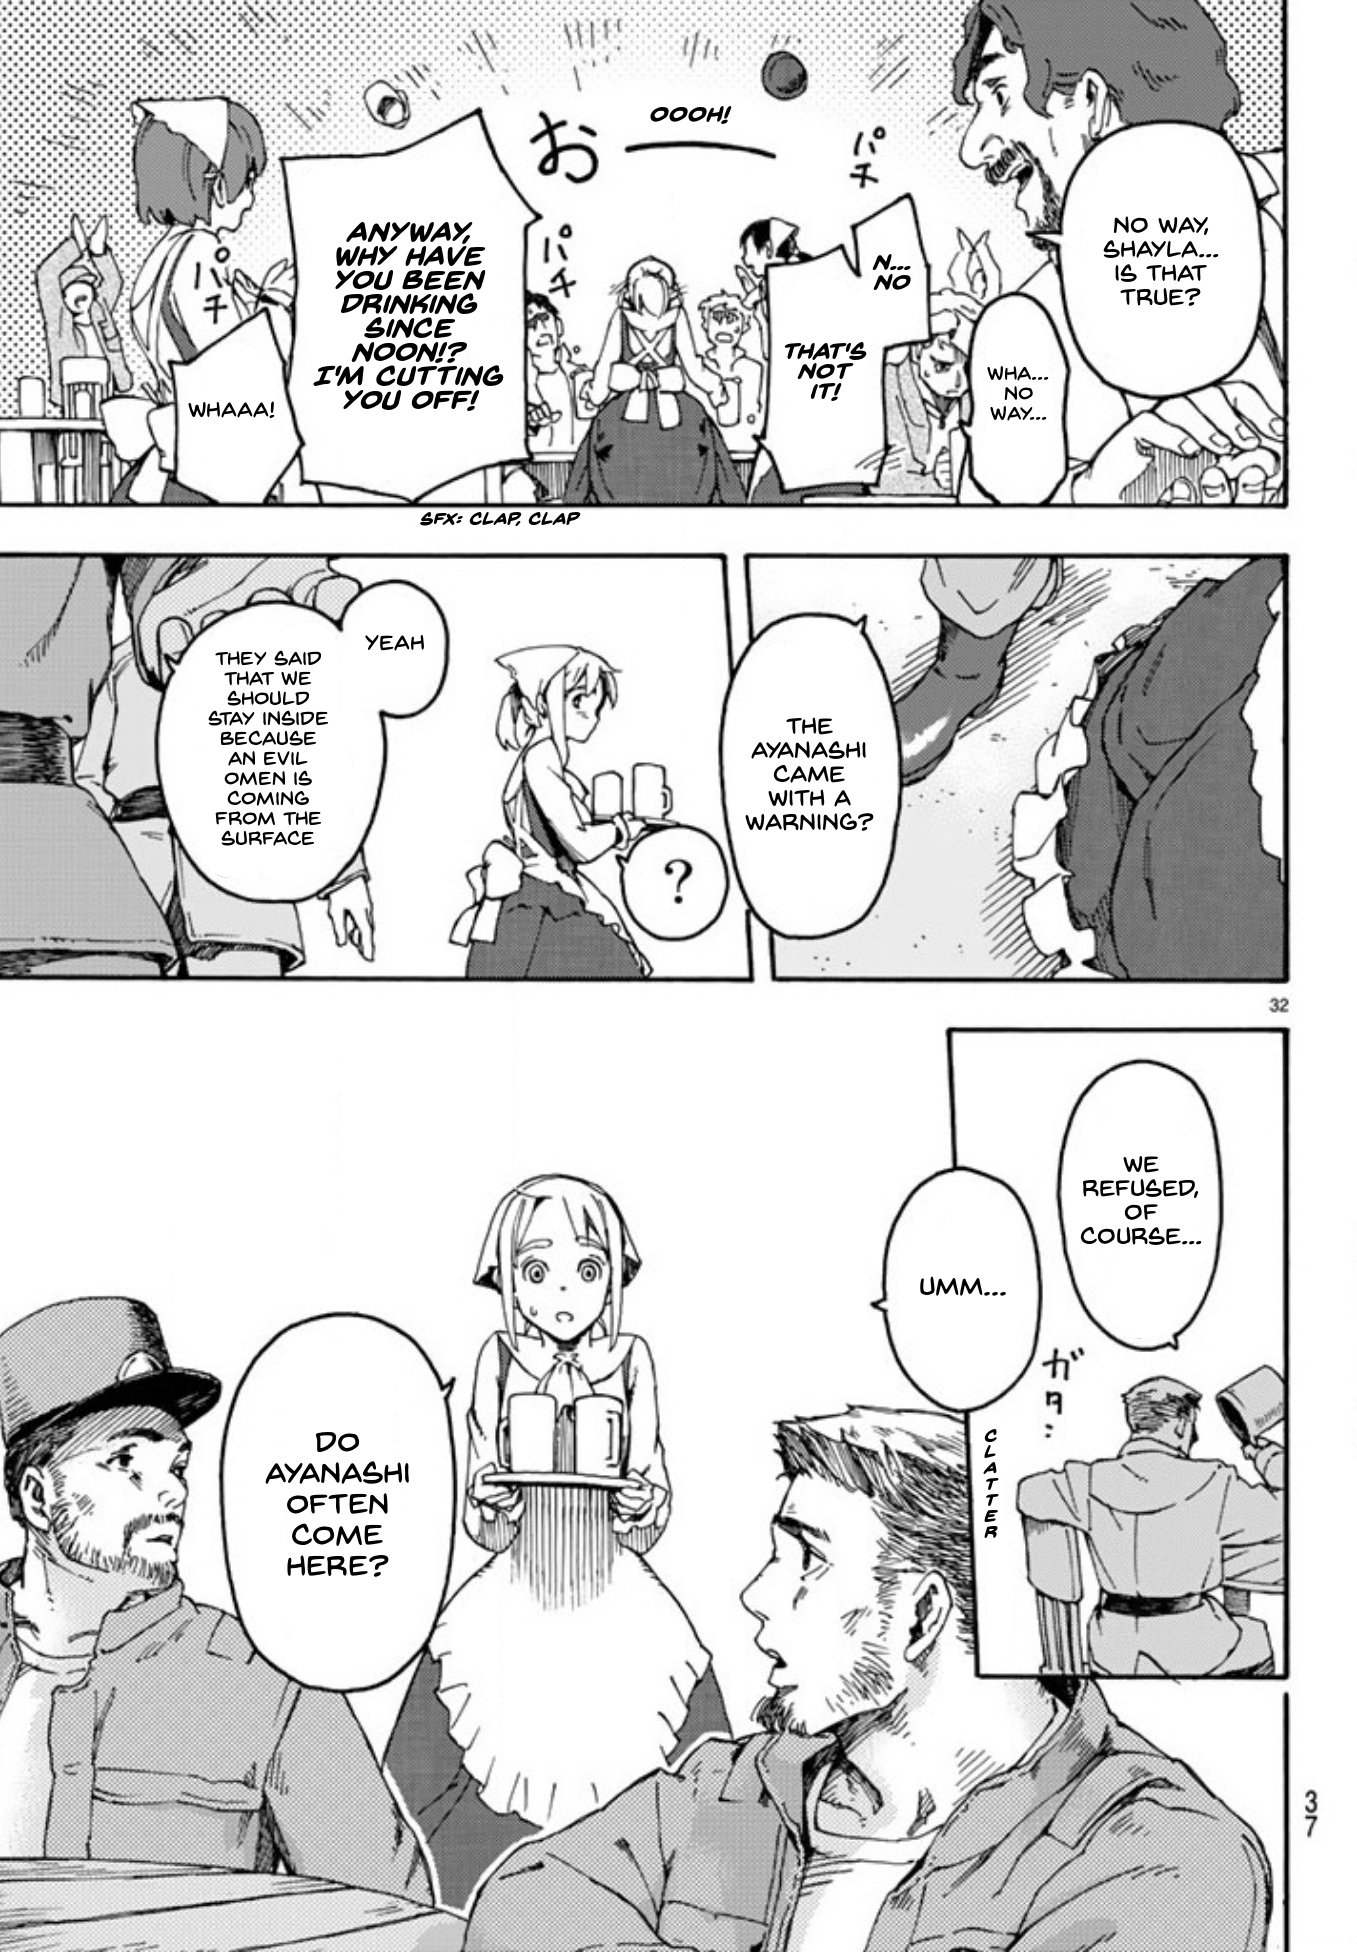 NO WAY,
SHAYLA...
IS THAT
TRUE?
WHA...
NO
WAY...
N...
NO
THAT'S
NOT
IT!
パチ
OOOH!
おー
パチ
ANYWAY,
WHY HAVE
YOU BEEN
DRINKING
SINCE
NOON!?
I'M CUTTING
YOU OFF!
パチ
WHAAA!
SFX: CLAP, CLAP
THE
AYANASHI
CAME
WITH A
WARNING?
?
YEAH
THEY SAID
THAT WE
SHOULD
STAY INSIDE
BECAUSE
AN EVIL
OMEN IS
COMING
FROM THE
SURFACE
32
WE
REFUSED,
OF
COURSE...
UMM...
ガタ...
CLATTER
DO
AYANASHI
OFTEN
COME
HERE?
37